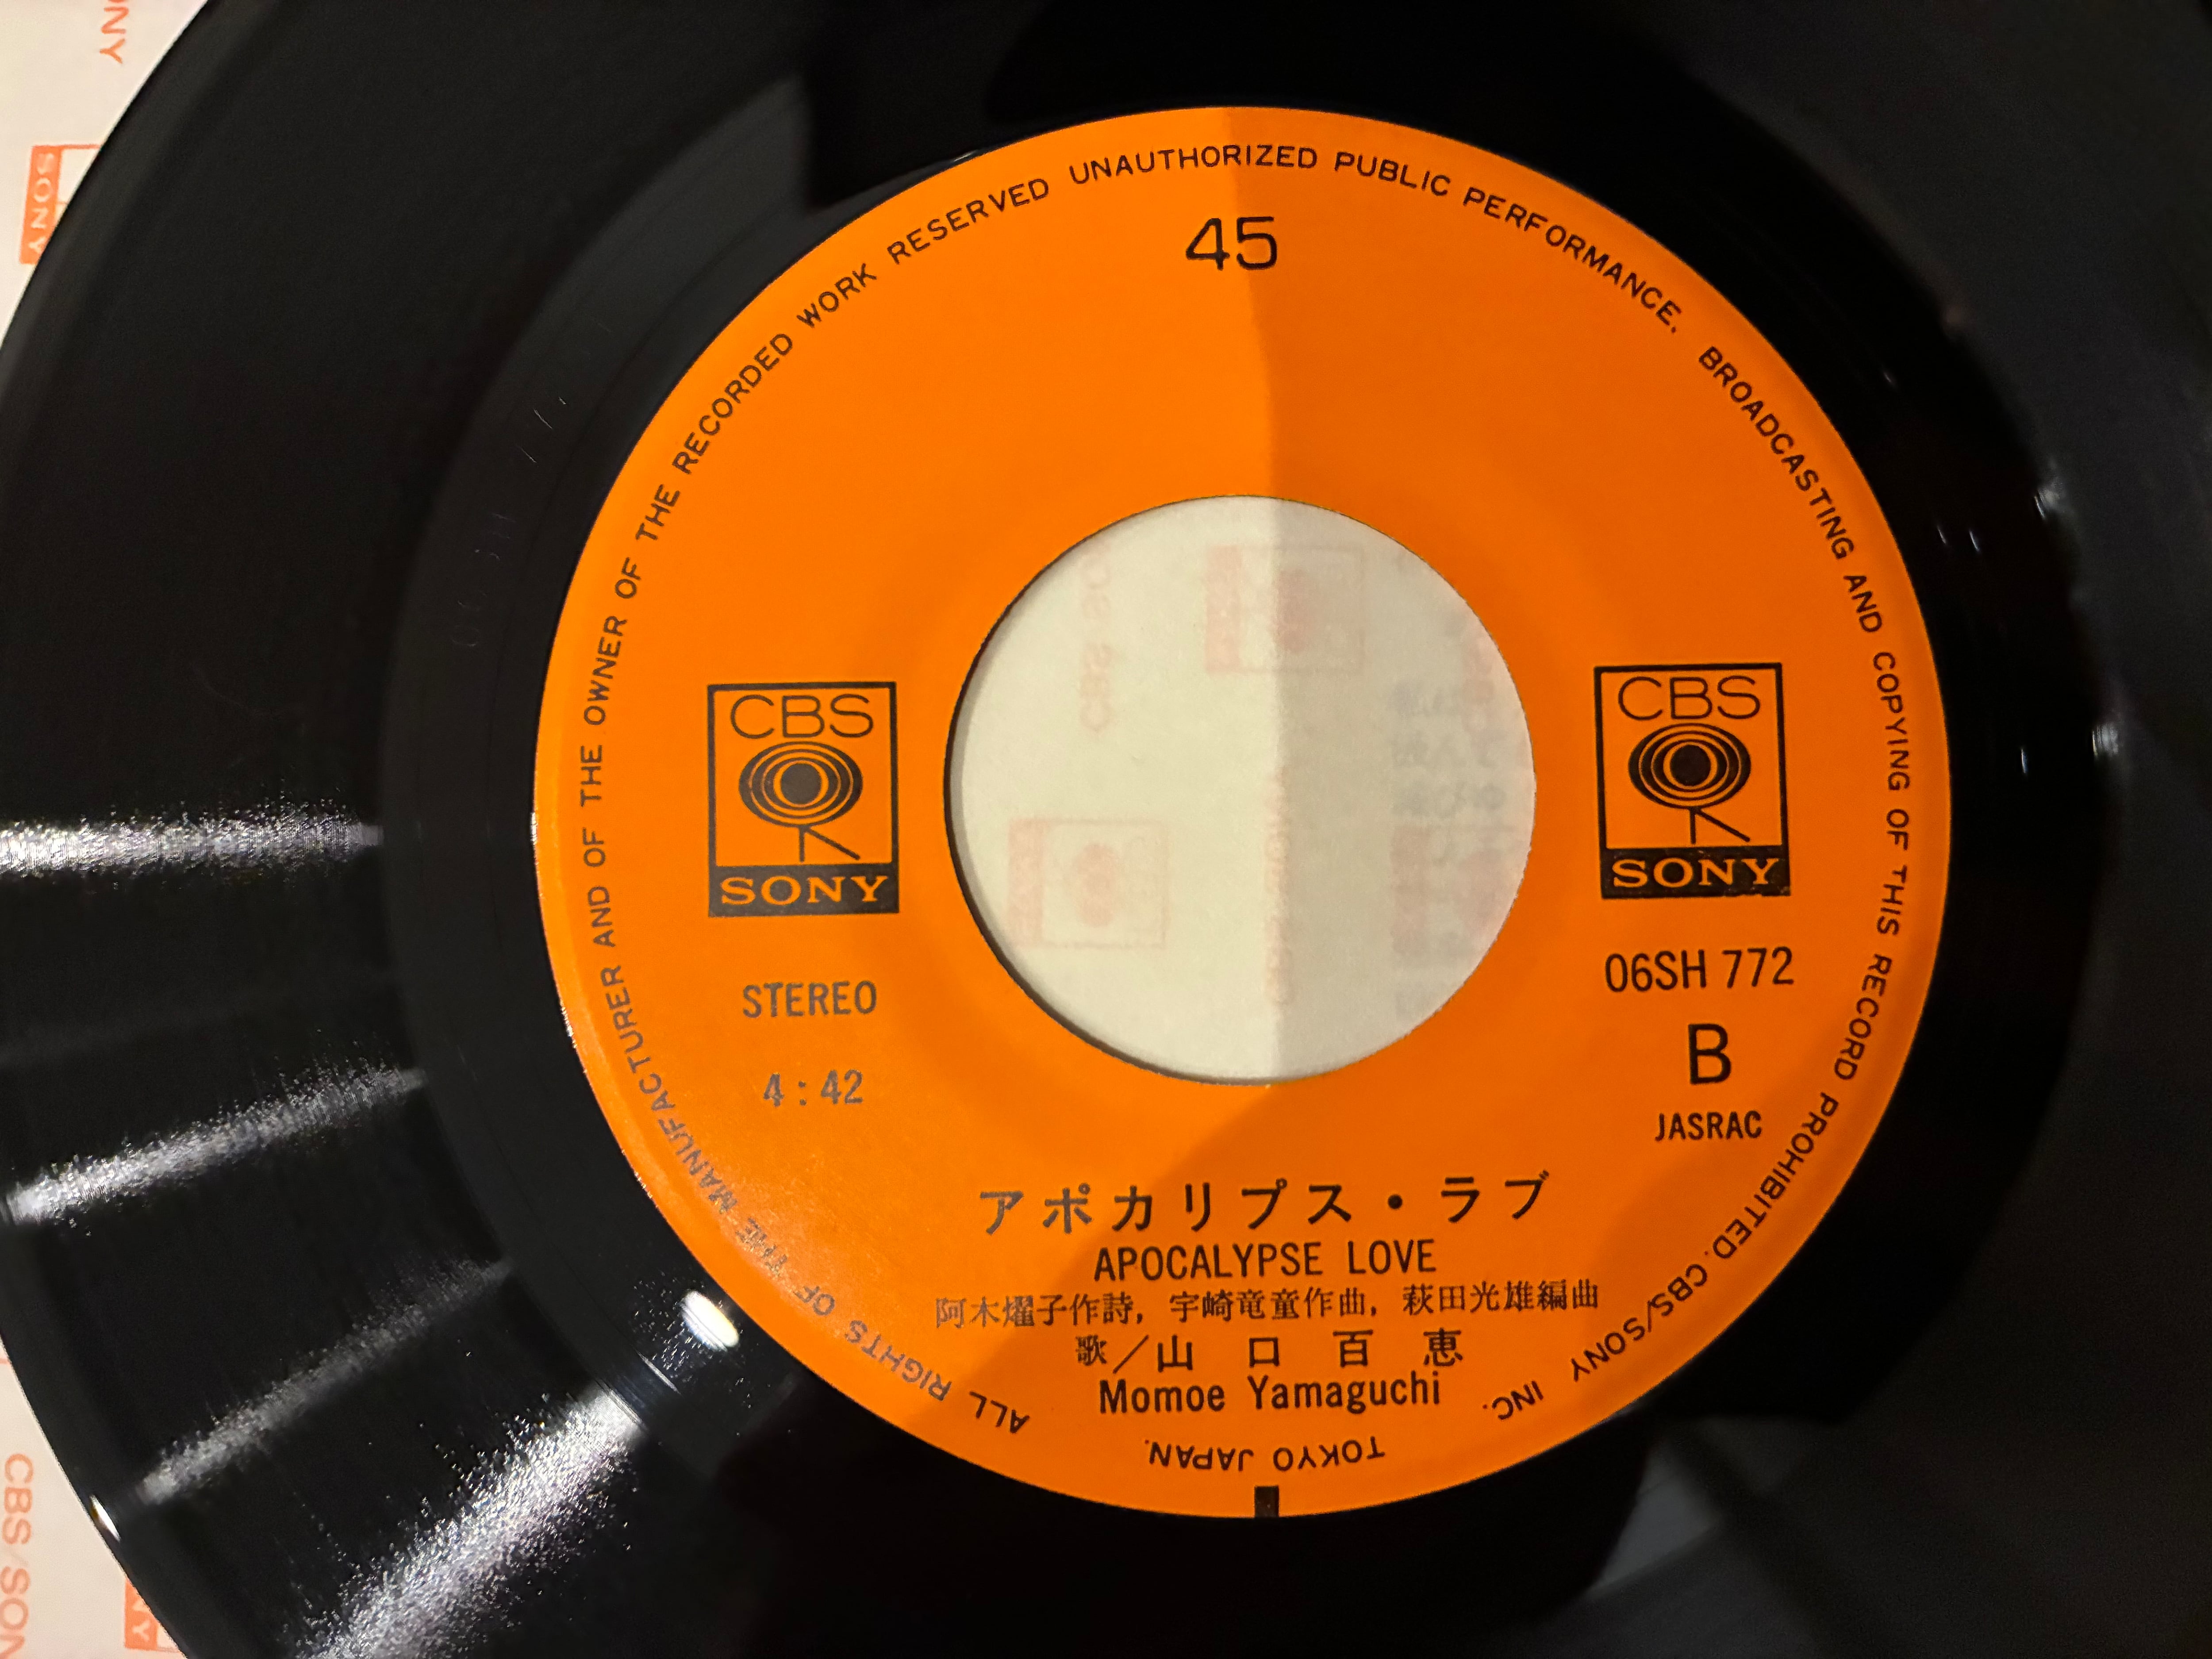 ALL RIGHTS OF THE MANUFACTURER AND OF THE OWNER OF THE RECORDED WORK RESERVED UNAUTHORIZED PUBLIC PERFORMANCE. BROADCASTING AND COPYING OF THIS RECORD PROHIBITED. CBS/SONY INC.
TOKYO JAPAN.
45
CBS
SONY
CBS
SONY
STEREO
4:42
06SH 772
B
JASRAC
アポカリプス・ラブ
APOCALYPSE LOVE
阿木燿子作詩, 宇崎竜童作曲, 萩田光雄編曲
歌/山口百恵
Momoe Yamaguchi
SONY
CBS/SON